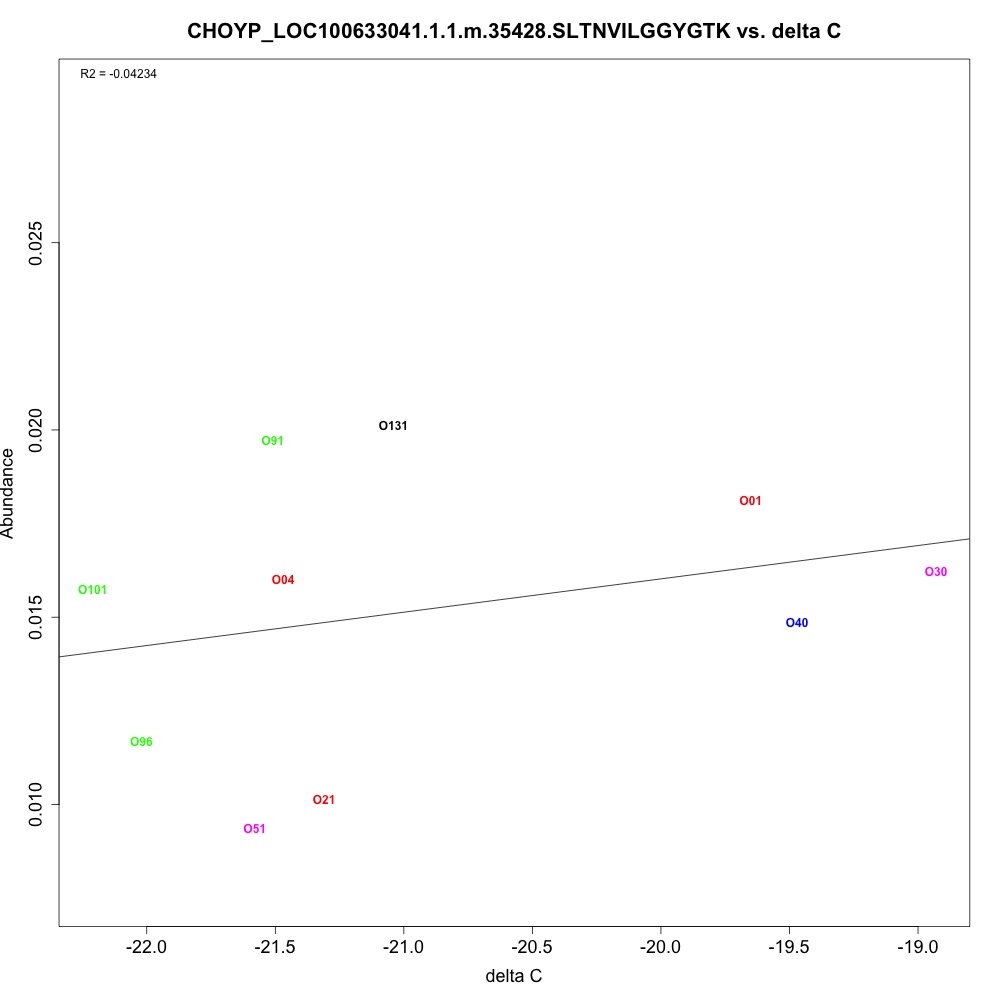 CHOYP_LOC100633041.1.1.m.35428.SLTNVILGGYGTK vs. delta C
R2 = -0.04234
0.025
0.020
0.015
0.010
Abundance
O131
O91
O01
O04
O30
O101
O40
O96
O21
O51
-22.0 -21.5 -21.0 -20.5 -20.0 -19.5 -19.0
delta C